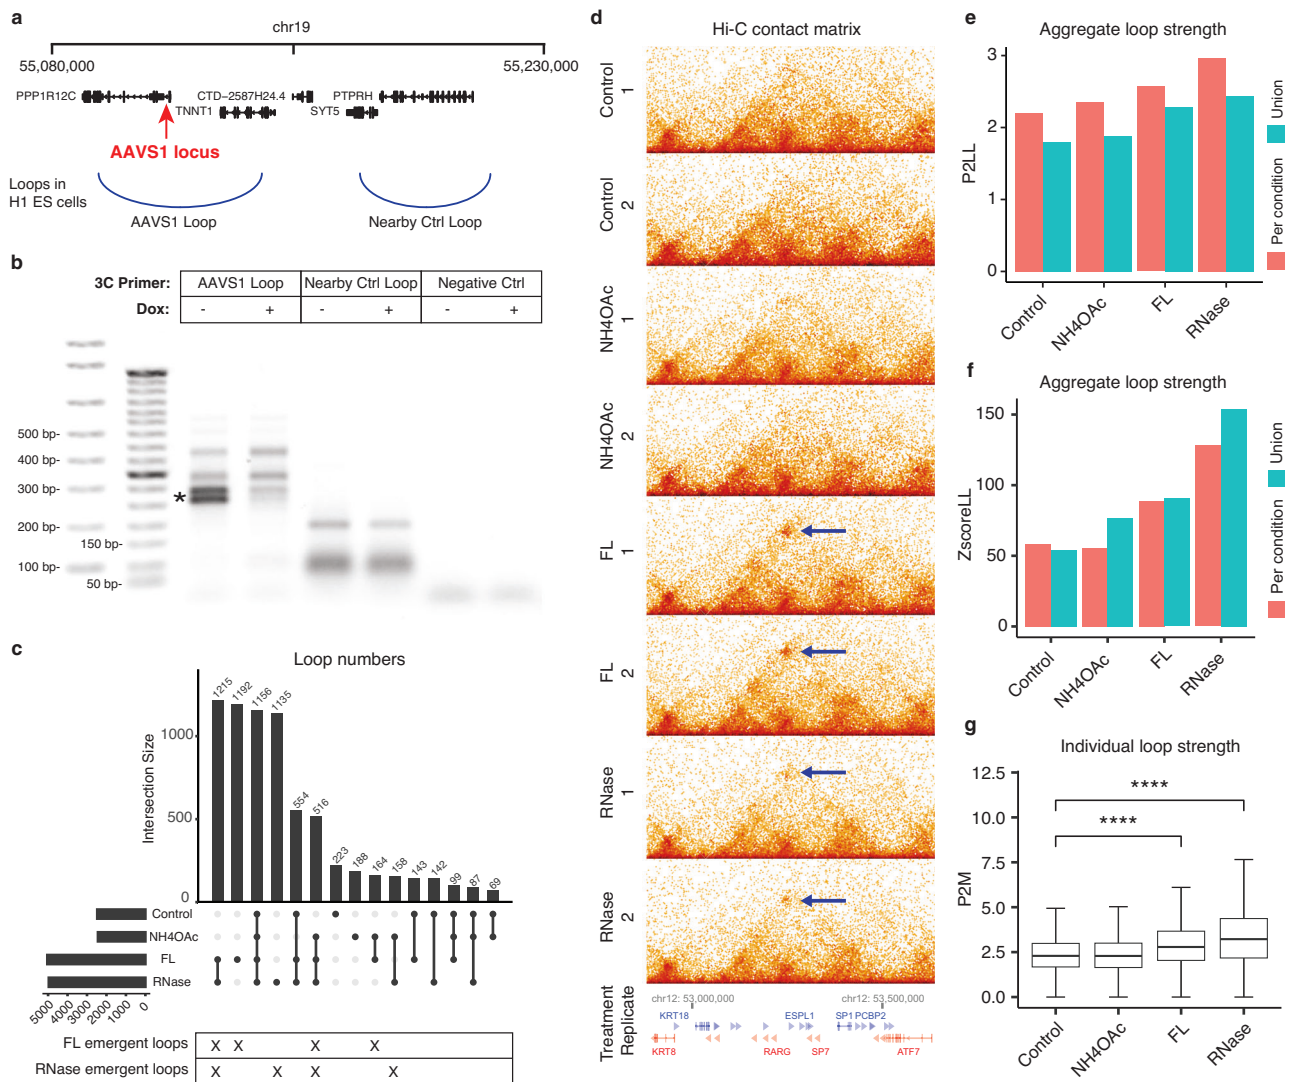 a
chr19
55,080,000
55,230,000
PPP1R12C
CTD-2587H24.4
PTPRH
TNNT1
SYT5
AAVS1 locus
Loops in
H1 ES cells
AAVS1 Loop
Nearby Ctrl Loop
b
3C Primer:
AAVS1 Loop
Nearby Ctrl Loop
Negative Ctrl
Dox:
- + - + - +
500 bp-
400 bp-
300 bp-
*
200 bp-
150 bp-
100 bp-
50 bp-
c
Loop numbers
Intersection Size
1000
500
0
1215 1192 1156 1135 554 516 223 188 164 158 143 142 99 87 69
Control
NH4OAc
FL
RNase
5000 4000 3000 2000 1000 0
FL emergent loops X X X X
RNase emergent loops X X X X
d
Hi-C contact matrix
Control 1
Control 2
NH4OAc 1
NH4OAc 2
FL 1
FL 2
RNase 1
RNase 2
Treatment
Replicate
chr12: 53,000,000
chr12: 53,500,000
KRT18
ESPL1
SP1
PCBP2
KRT8
RARG
SP7
ATF7
e
Aggregate loop strength
P2LL
3
2
1
0
Control
NH4OAc
FL
RNase
Union
Per condition
f
Aggregate loop strength
ZscoreLL
150
100
50
0
Control
NH4OAc
FL
RNase
Union
Per condition
g
Individual loop strength
P2M
12.5
10.0
7.5
5.0
2.5
0.0
****
****
Control
NH4OAc
FL
RNase